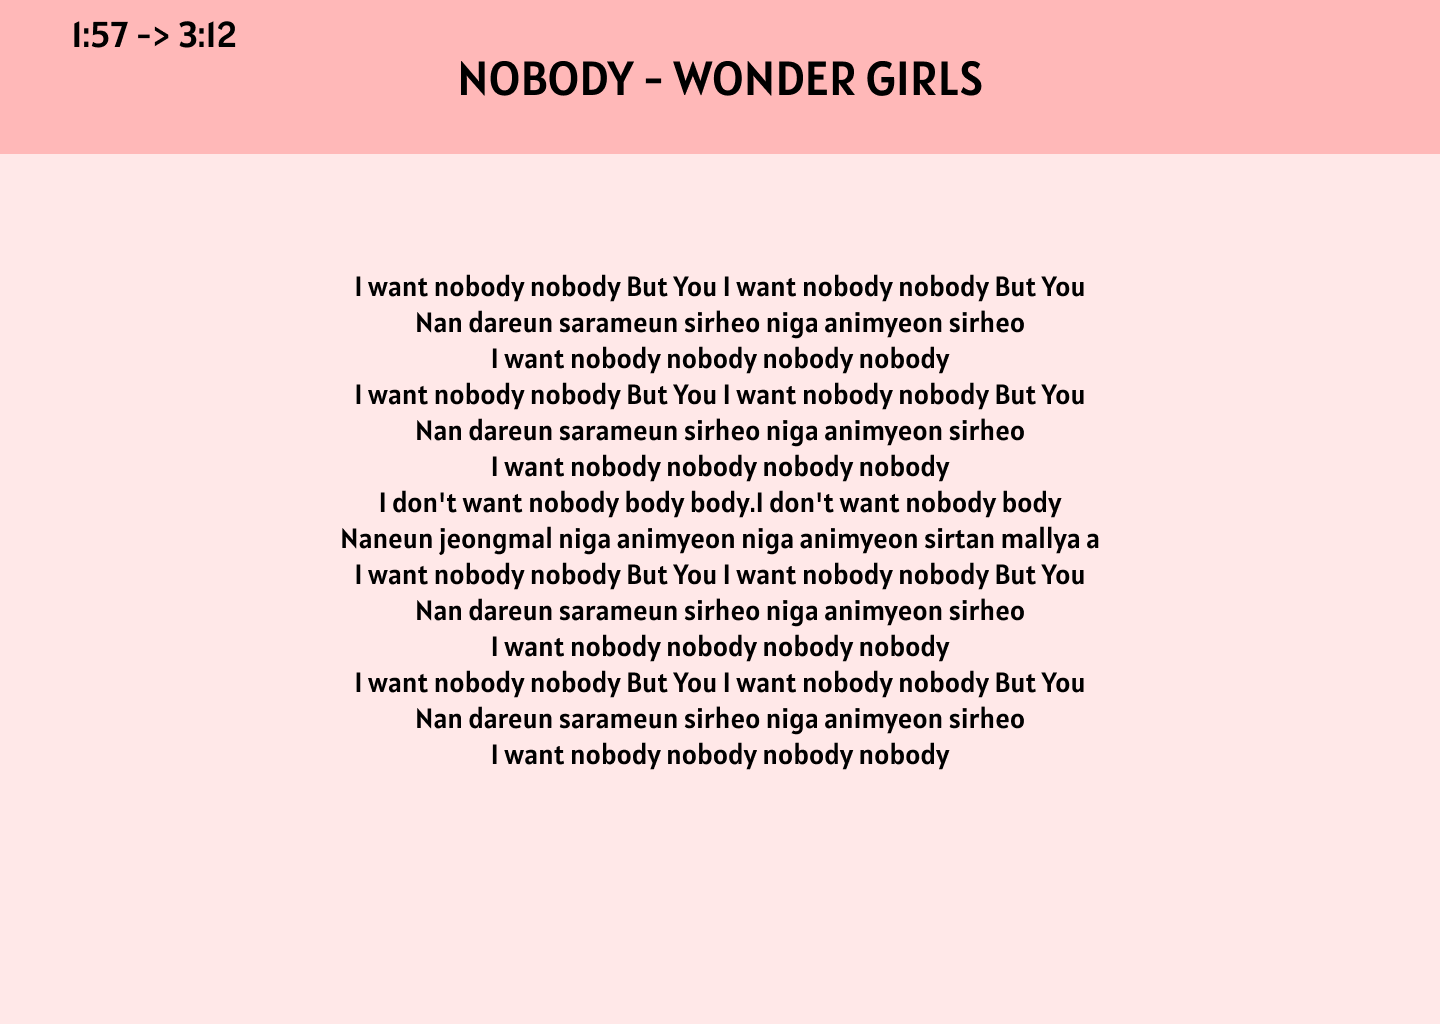 1:57 -> 3:12
NOBODY - WONDER GIRLS
I want nobody nobody But You I want nobody nobody But You
Nan dareun sarameun sirheo niga animyeon sirheo
I want nobody nobody nobody nobody
I want nobody nobody But You I want nobody nobody But You
Nan dareun sarameun sirheo niga animyeon sirheo
I want nobody nobody nobody nobody
I don't want nobody body body.I don't want nobody body
Naneun jeongmal niga animyeon niga animyeon sirtan mallya a
I want nobody nobody But You I want nobody nobody But You
Nan dareun sarameun sirheo niga animyeon sirheo
I want nobody nobody nobody nobody
I want nobody nobody But You I want nobody nobody But You
Nan dareun sarameun sirheo niga animyeon sirheo
I want nobody nobody nobody nobody